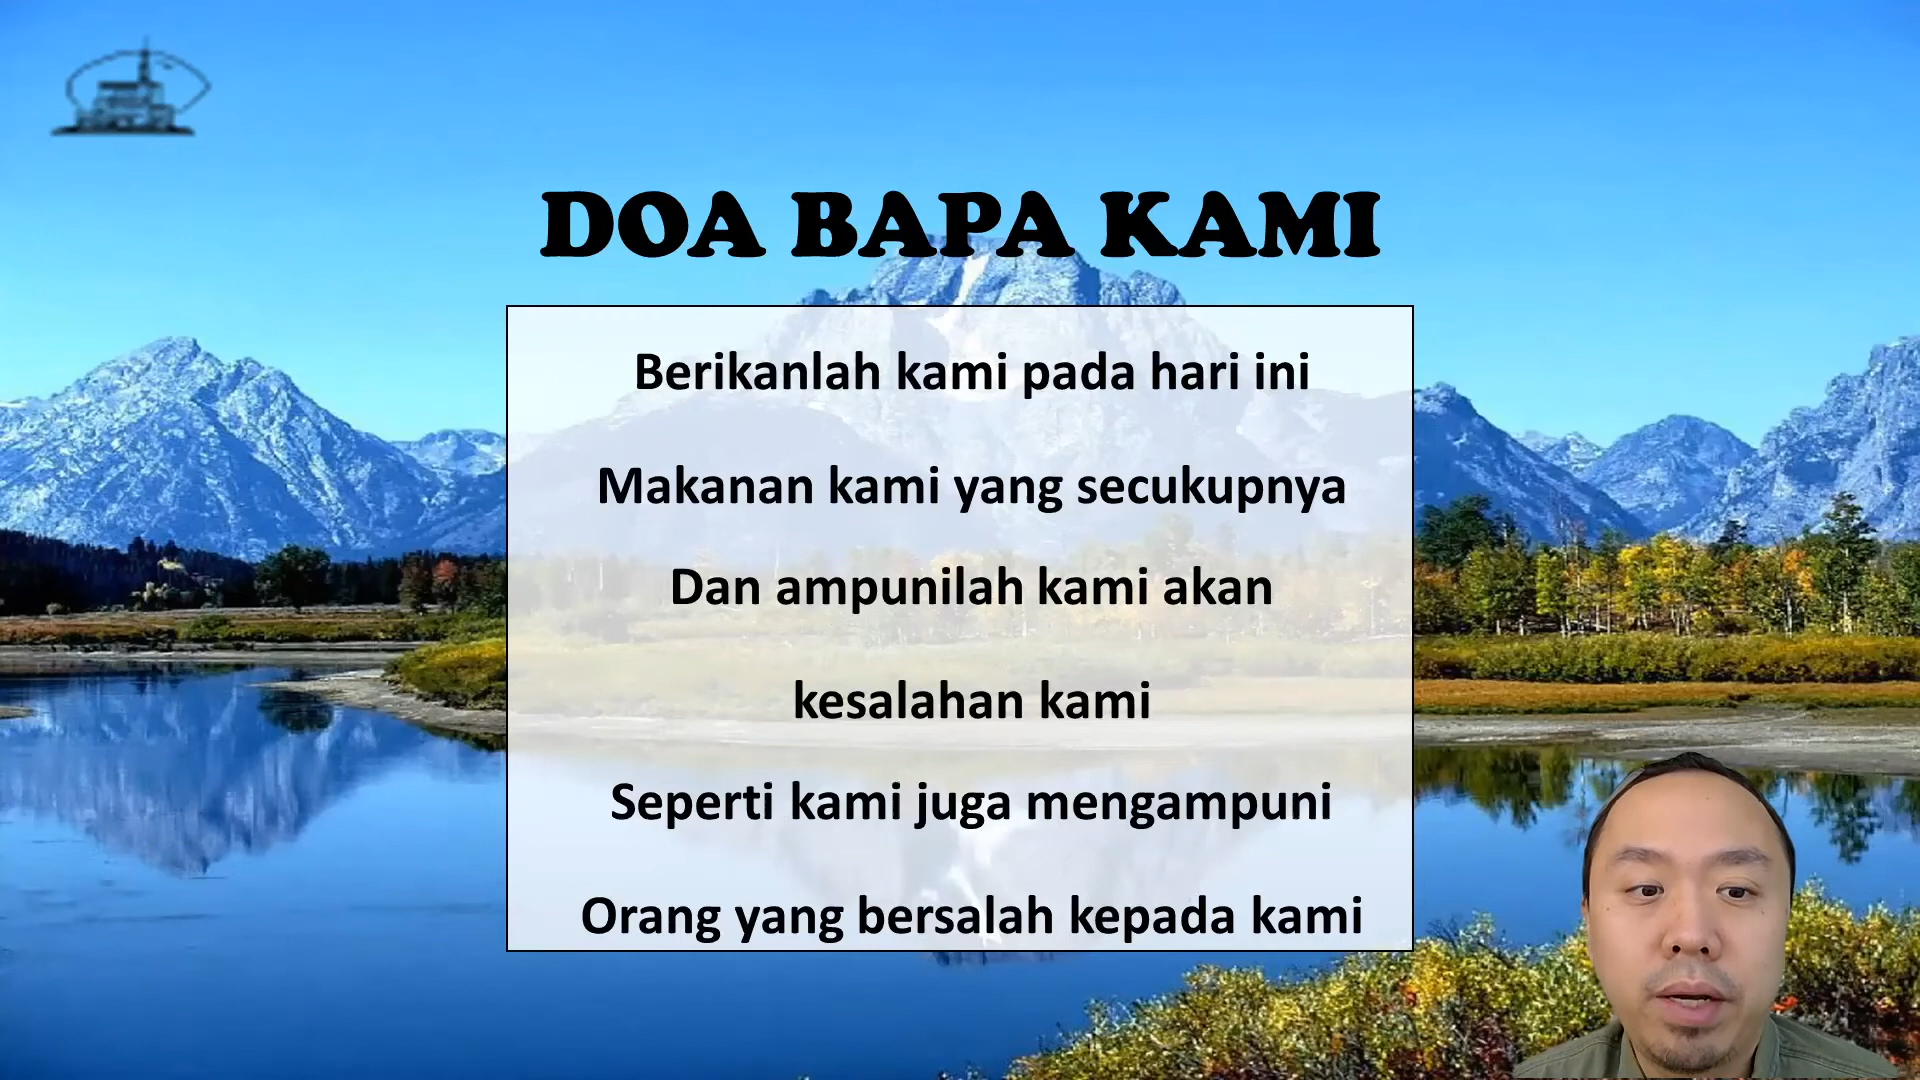 DOA BAPA KAMI
Berikanlah kami pada hari ini
Makanan kami yang secukupnya
Dan ampunilah kami akan
kesalahan kami
Seperti kami juga mengampuni
Orang yang bersalah kepada kami